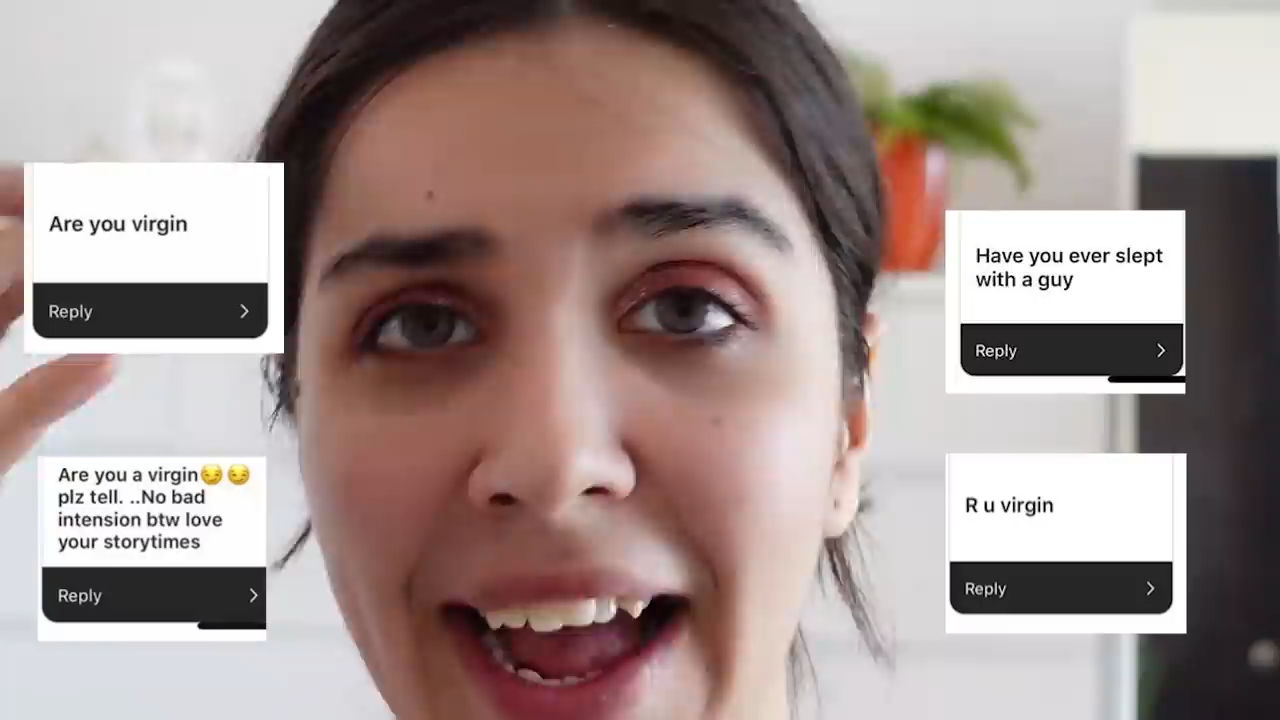 Are you virgin
Reply
Are you a virgin😏😏
plz tell. ..No bad
intension btw love
your storytimes
Reply
Have you ever slept
with a guy
Reply
R u virgin
Reply